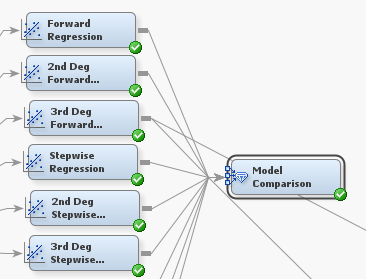 Forward
Regression
2nd Deg
Forward...
3rd Deg
Forward...
Stepwise
Regression
2nd Deg
Stepwise...
3rd Deg
Stepwise...
Model
Comparison